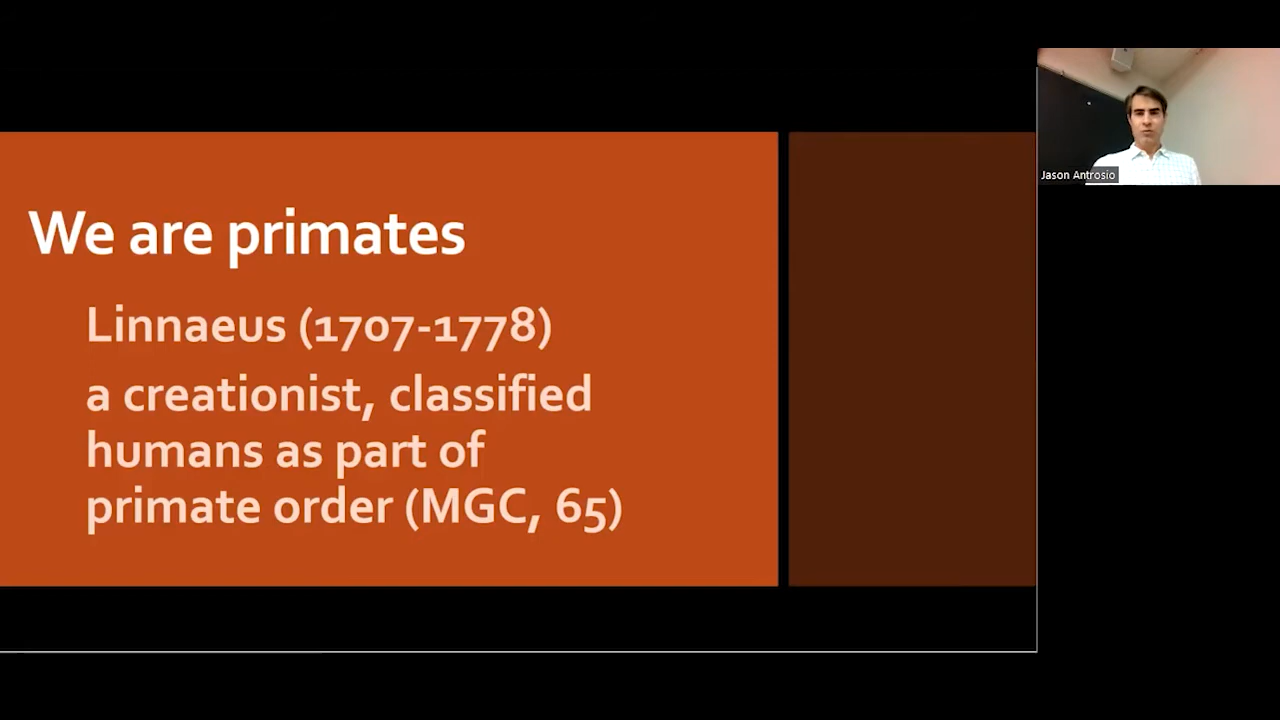 We are primates
Linnaeus (1707-1778)
a creationist, classified
humans as part of
primate order (MGC, 65)
Jason Antrosio